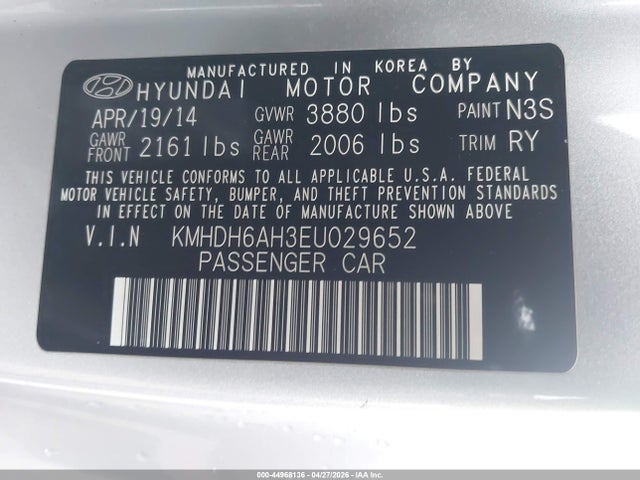 MANUFACTURED IN KOREA BY
HYUNDAI MOTOR COMPANY
APR/19/14 GVWR 3880 lbs PAINT N3S
GAWR FRONT 2161 lbs GAWR REAR 2006 lbs TRIM RY
THIS VEHICLE CONFORMS TO ALL APPLICABLE U.S.A. FEDERAL
MOTOR VEHICLE SAFETY, BUMPER, AND THEFT PREVENTION STANDARDS
IN EFFECT ON THE DATE OF MANUFACTURE SHOWN ABOVE
V.I.N KMHDH6AH3EU029652
PASSENGER CAR
000-44968136 - 04/27/2026 - IAA Corp.